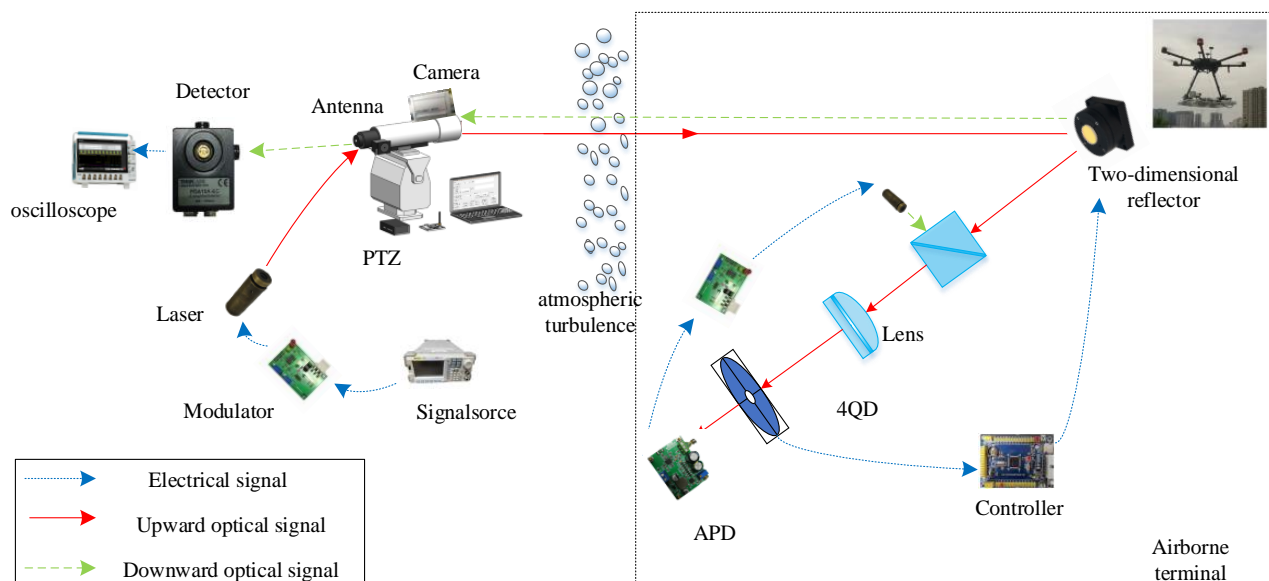 Camera
Detector
Antenna
Two-dimensional
reflector
oscilloscope
PTZ
atmospheric
turbulence
Laser
Lens
Modulator
Signalsorce
4QD
Controller
APD
Electrical signal
Upward optical signal
Downward optical signal
Airborne
terminal